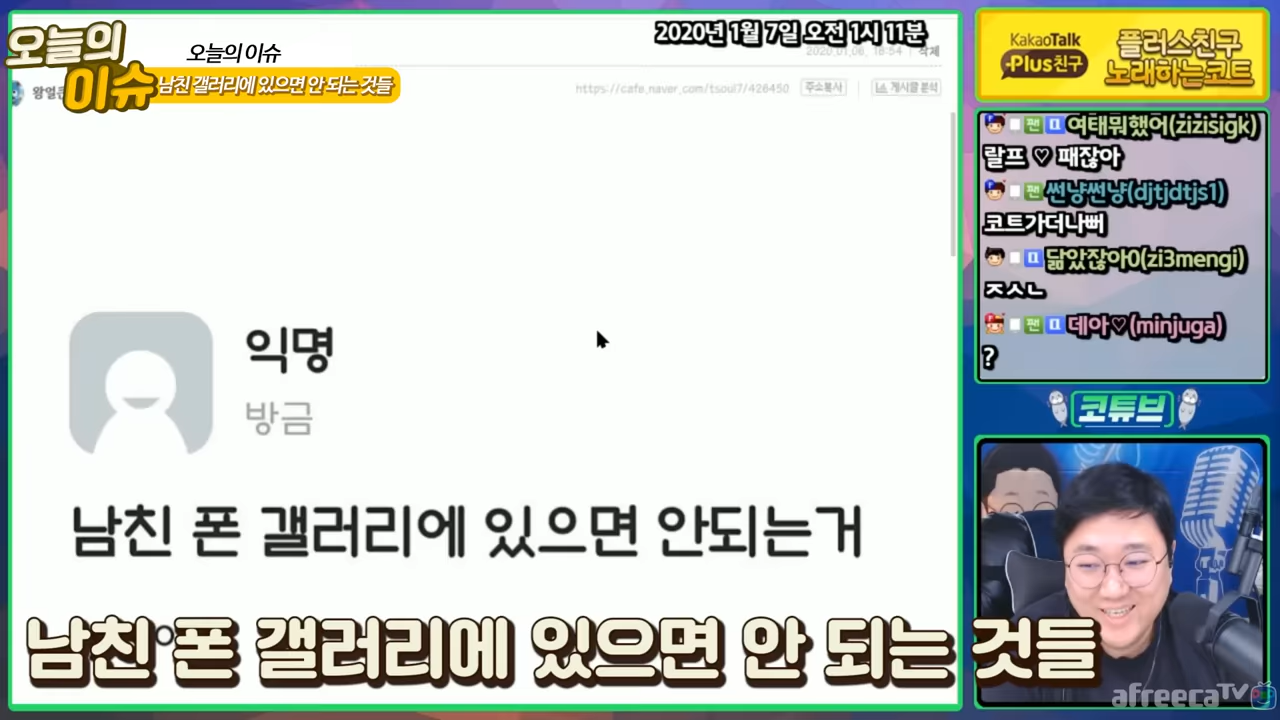 오늘의
이슈
오늘의 이슈
남친 갤러리에 있으면 안 되는 것들
2020년 1월 7일 오전 1시 11분
삭제
https://cafe.naver.com/tsoul7/426450
주소복사
게시글 분석
익명
방금
남친 폰 갤러리에 있으면 안되는거
남친 폰 갤러리에 있으면 안 되는 것들
KakaoTalk
Plus친구
플러스친구
노래하는코트
팬 여태뭐했어(zizisigk)
랄프 ♡ 패잖아
팬 썬냥썬냥(djtjdtjs1)
코트가더나뻐
닮았잖아0(zi3mengi)
ㅈㅅㄴ
팬 데아♡(minjuga)
?
코튜브
afreecaTV